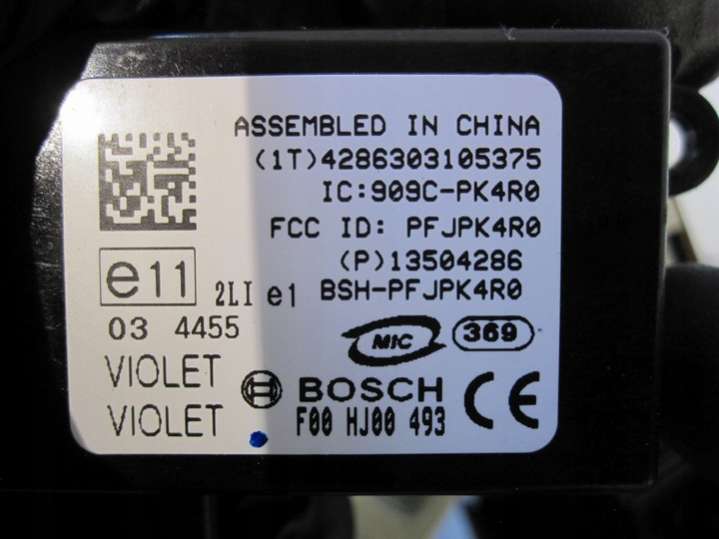 ASSEMBLED IN CHINA
(1T)4286303105375
IC:909C-PK4R0
FCC ID: PFJPK4R0
(P)13504286
e11 2LI e1 BSH-PFJPK4R0
03 4455 MIC 369
VIOLET
BOSCH CE
VIOLET
F00 HJ00 493